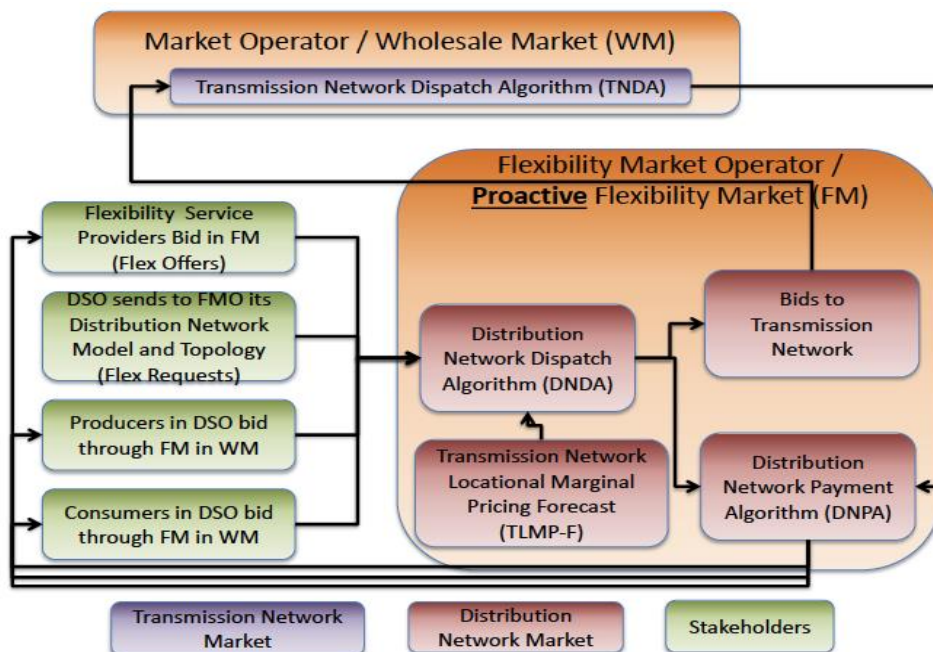 Market Operator / Wholesale Market (WM)
Transmission Network Dispatch Algorithm (TNDA)
Flexibility Market Operator /
Proactive Flexibility Market (FM)
Flexibility Service
Providers Bid in FM
(Flex Offers)
DSO sends to FMO its
Distribution Network
Model and Topology
(Flex Requests)
Producers in DSO bid
through FM in WM
Consumers in DSO bid
through FM in WM
Distribution
Network Dispatch
Algorithm (DNDA)
Bids to
Transmission
Network
Transmission Network
Locational Marginal
Pricing Forecast
(TLMP-F)
Distribution
Network Payment
Algorithm (DNPA)
Transmission Network
Market
Distribution
Network Market
Stakeholders